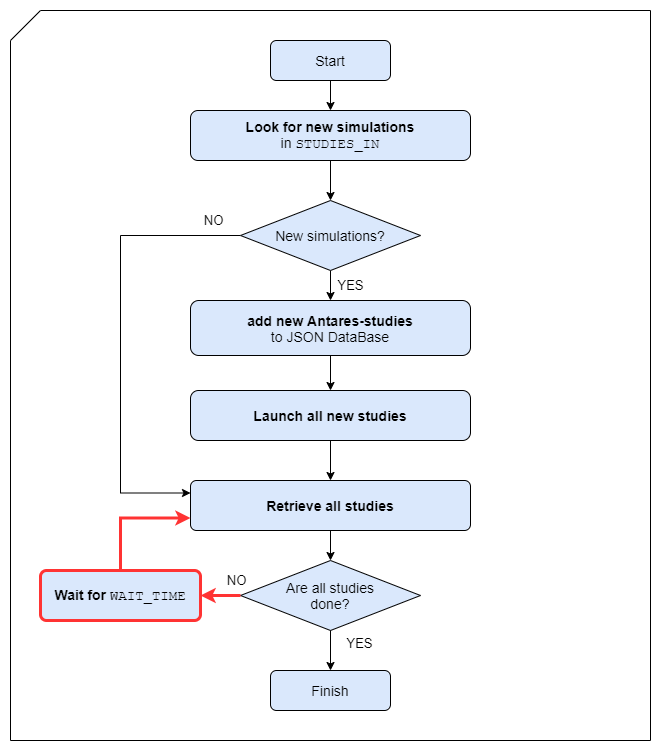 Start
Look for new simulations
in STUDIES_IN
NO
New simulations?
YES
add new Antares-studies
to JSON DataBase
Launch all new studies
Retrieve all studies
NO
Are all studies
done?
Wait for WAIT_TIME
YES
Finish